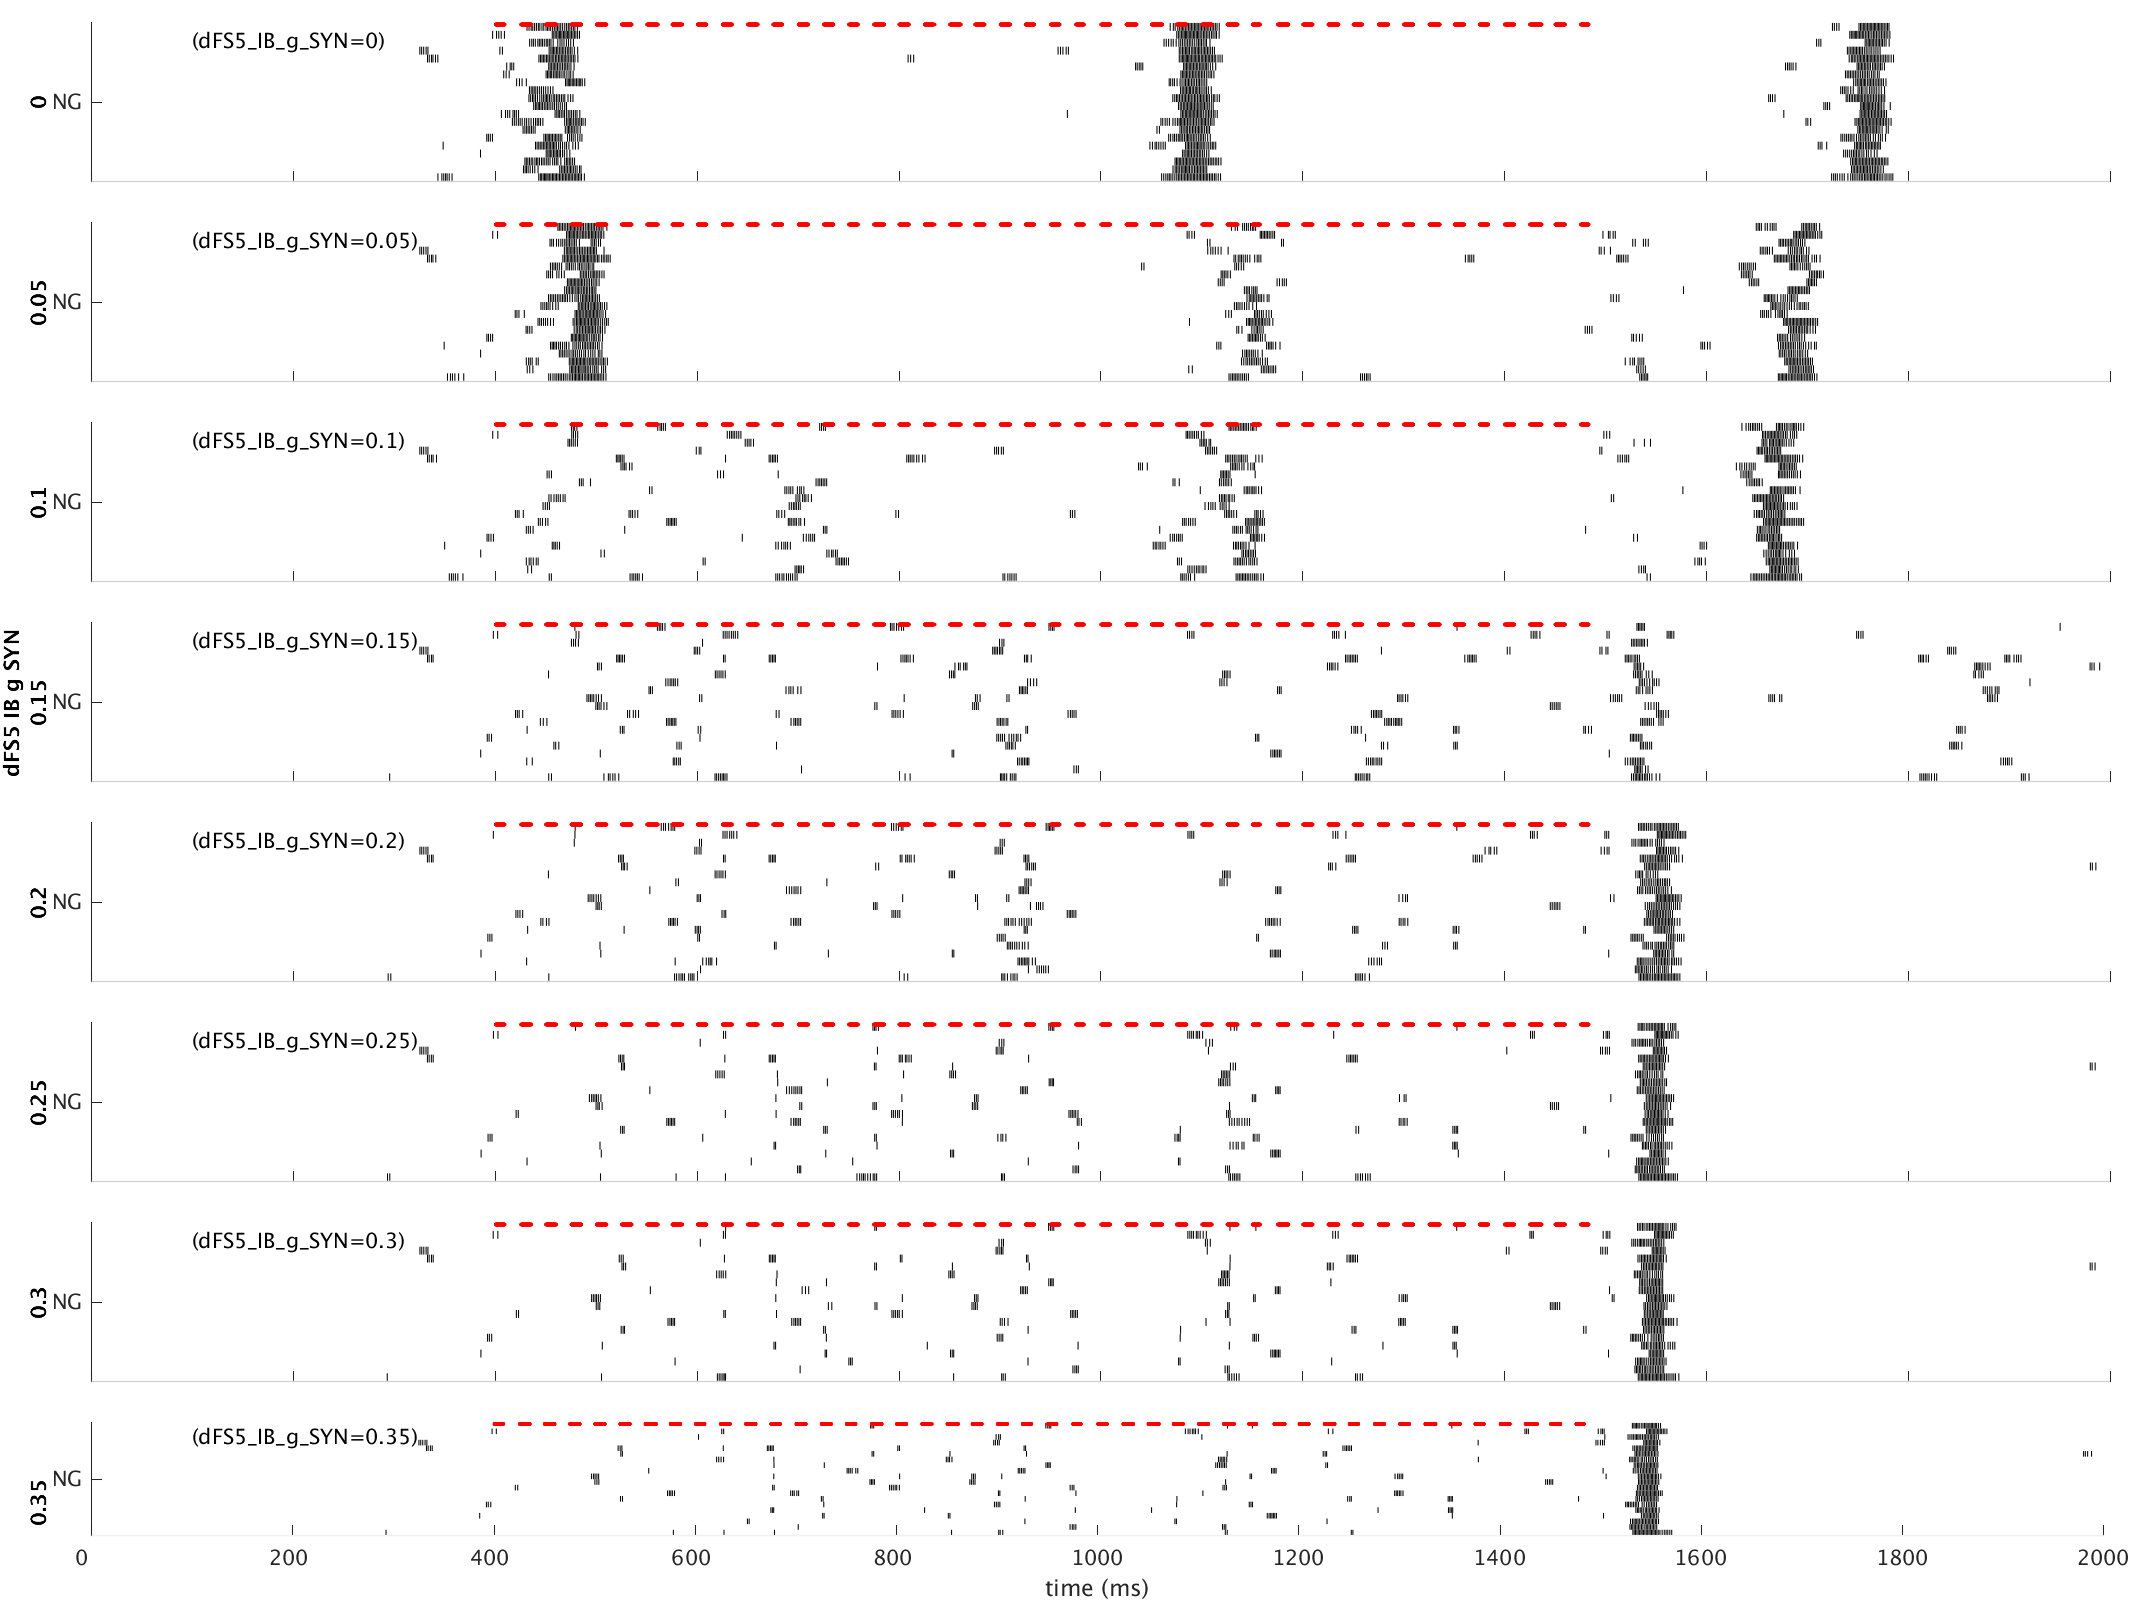 dFS5 IB g SYN
(dFS5_IB_g_SYN=0)
0 NG
(dFS5_IB_g_SYN=0.05)
0.05 NG
(dFS5_IB_g_SYN=0.1)
0.1 NG
(dFS5_IB_g_SYN=0.15)
0.15 NG
(dFS5_IB_g_SYN=0.2)
0.2 NG
(dFS5_IB_g_SYN=0.25)
0.25 NG
(dFS5_IB_g_SYN=0.3)
0.3 NG
(dFS5_IB_g_SYN=0.35)
0.35 NG
0 200 400 600 800 1000 1200 1400 1600 1800 2000
time (ms)